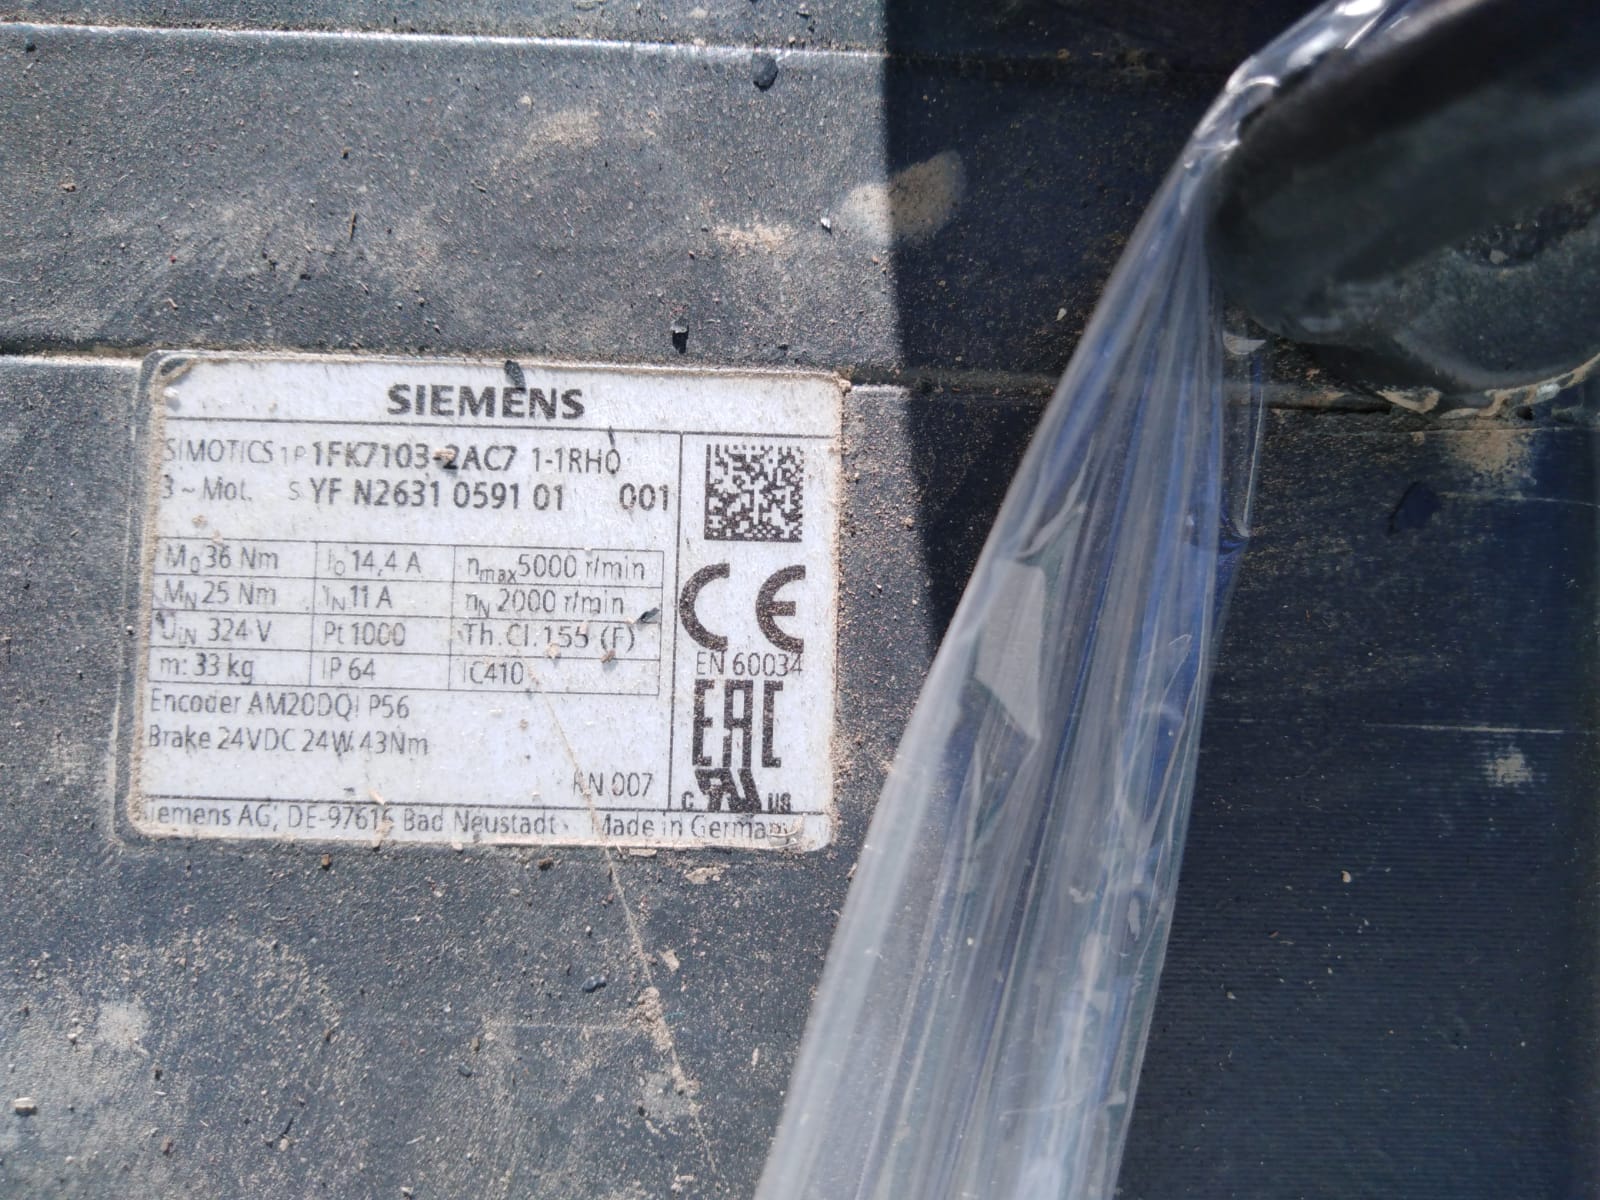 SIEMENS
SIMOTICS 1P 1FK7103-2AC7 1-1RH0
3~Mot. S YF N2631 0591 01 001
M0 36 Nm I0 14,4 A nmax 5000 r/min
MN 25 Nm IN 11 A nN 2000 r/min
UIN 324 V Pt1000 Th.Cl.155 (F)
m: 33 kg IP 64 IC410
Encoder AM20DQI P56
Brake 24VDC 24W 43Nm
RN 007
CE
EN 60034
EAC
c us
Siemens AG, DE-97616 Bad Neustadt Made in Germany